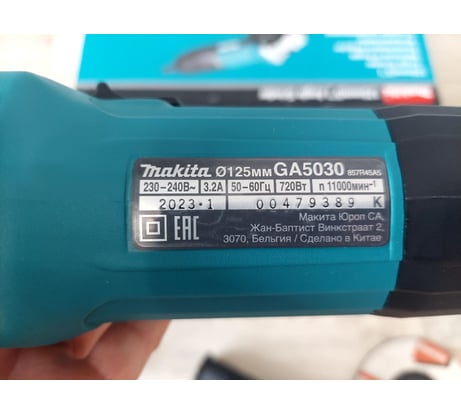 makita Ø125мм GA5030 857R45A5
230-240В~ 3.2A 50-60Гц 720Вт n 11000мин⁻¹
2023·1 00479389 K
EAC
Макита Юроп СА,
Жан-Баптист Винкстраат 2,
3070, Бельгия / Сделано в Китае